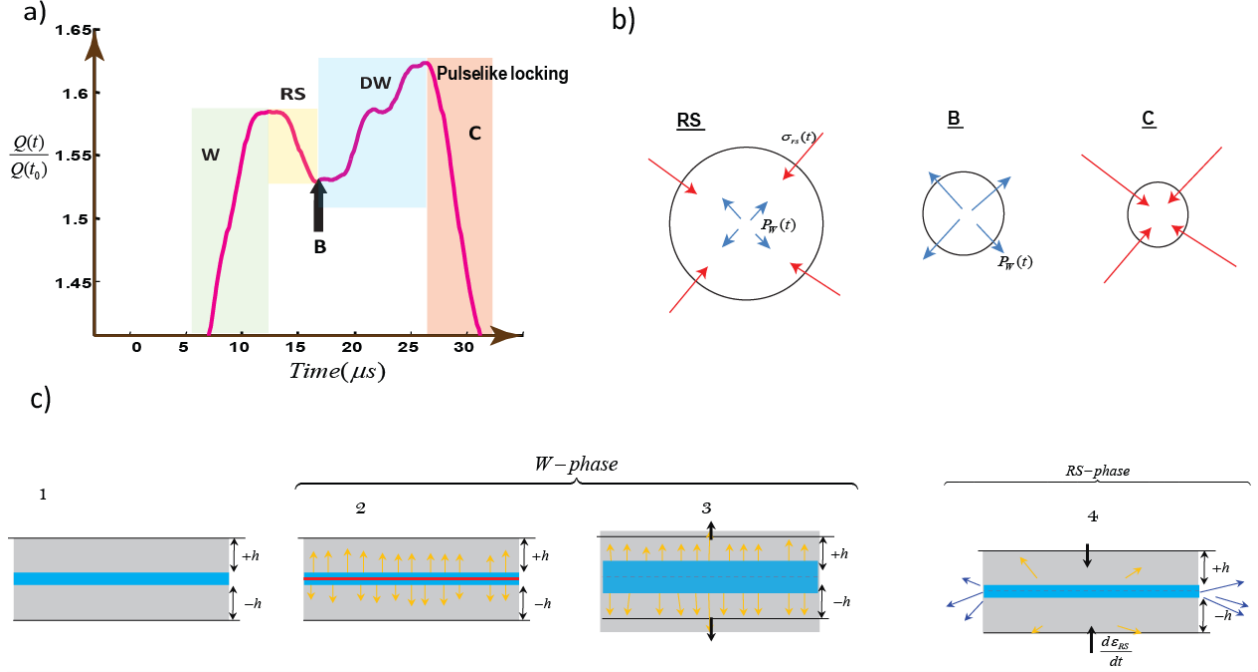 a)
1.65
1.6
1.55
1.5
1.45
Q(t)
Q(t₀)
W
RS
B
DW
Pulselike locking
C
0 5 10 15 20 25 30
Time(μs)
b)
RS
σrs(t)
PW(t)
B
PW(t)
C
c)
W-phase
RS-phase
1
2
3
4
+h
-h
+h
-h
+h
-h
+h
-h
dεRS
dt